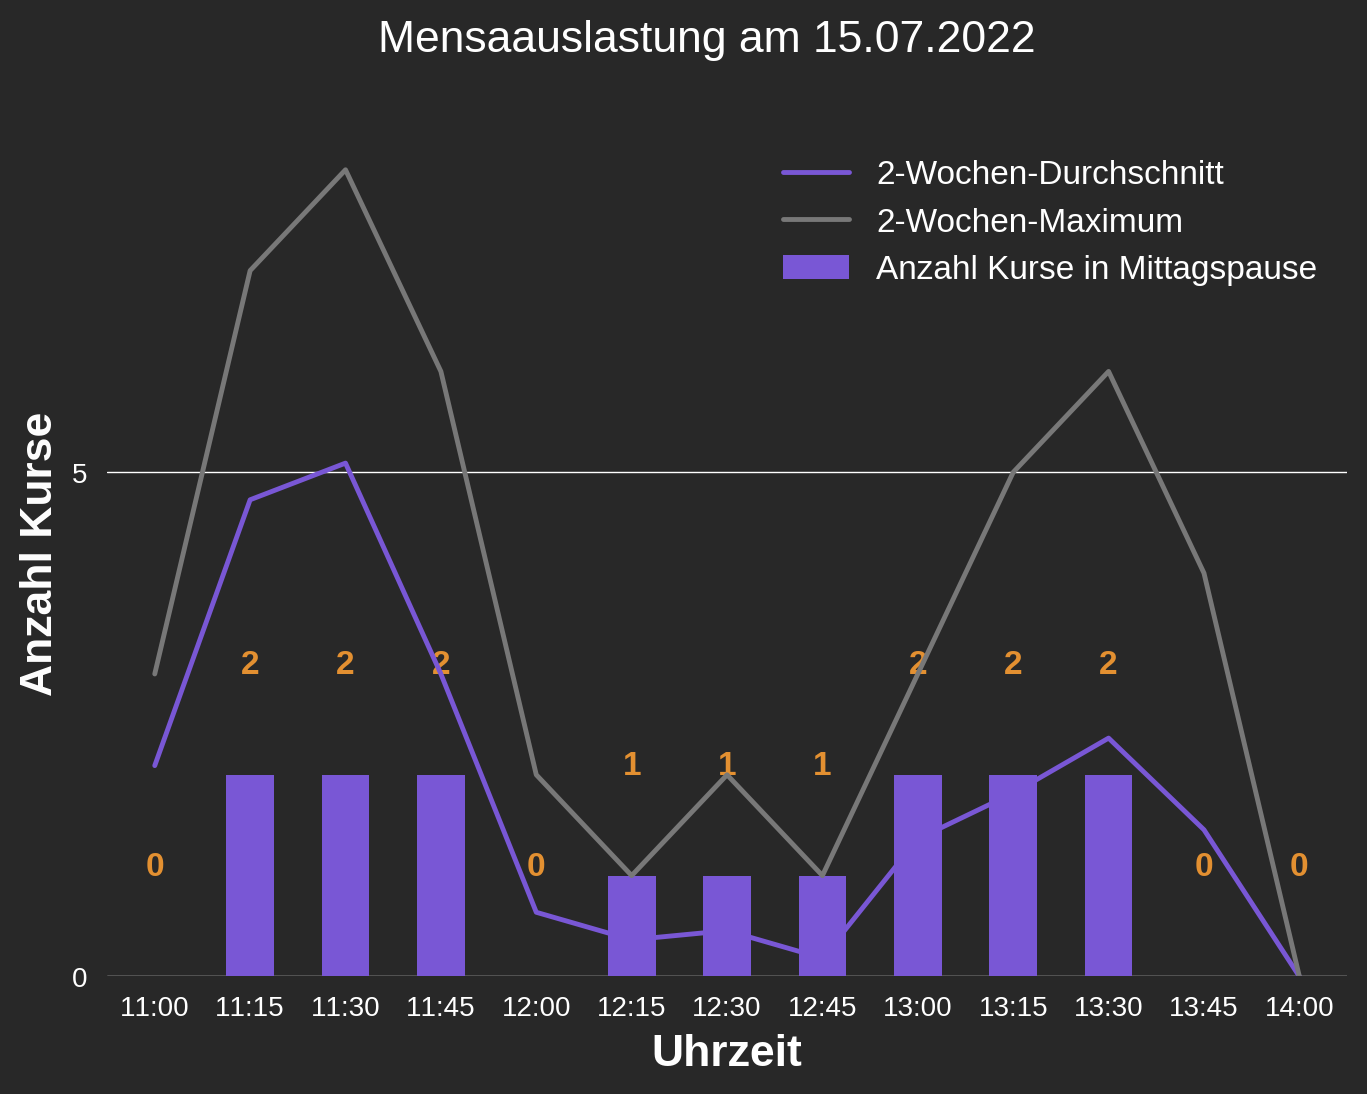 Mensaauslastung am 15.07.2022
2-Wochen-Durchschnitt
2-Wochen-Maximum
Anzahl Kurse in Mittagspause
Anzahl Kurse
5
0
0 2 2 2 0 1 1 1 2 2 2 0 0
11:00 11:15 11:30 11:45 12:00 12:15 12:30 12:45 13:00 13:15 13:30 13:45 14:00
Uhrzeit